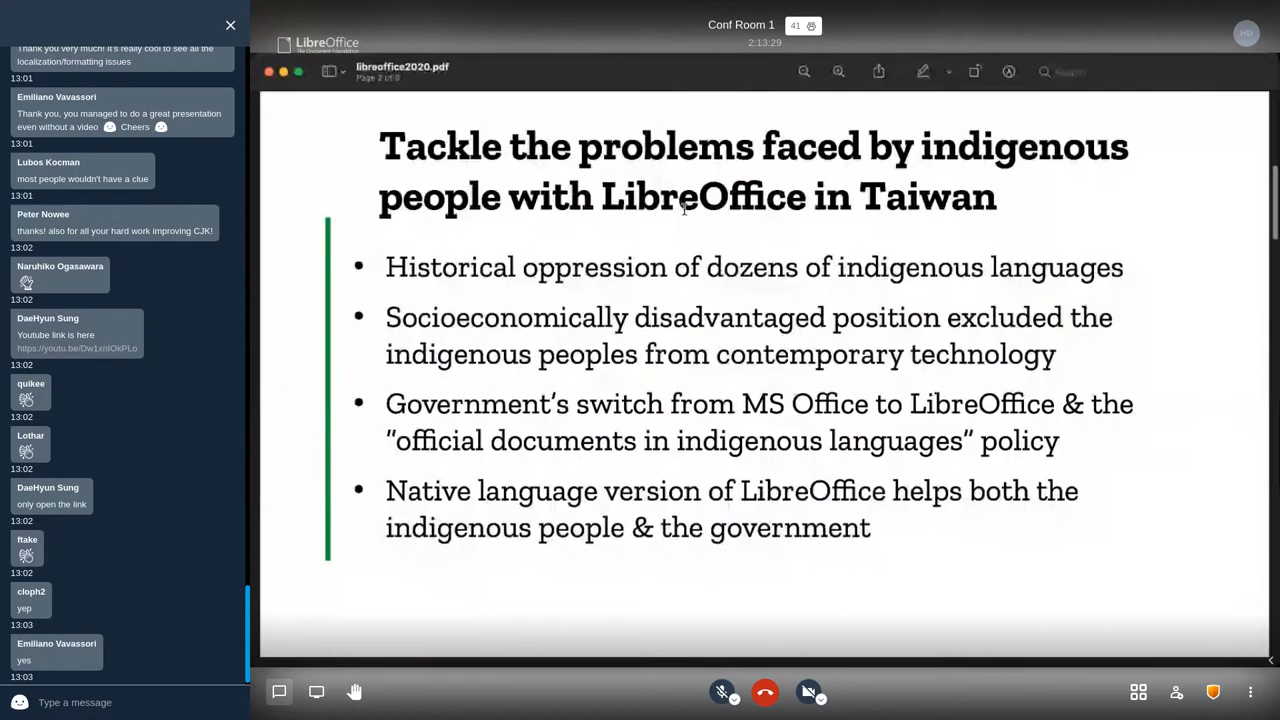 Thank you very much! It's really cool to see all the
localization/formatting issues
13:01
Emiliano Vavassori
Thank you, you managed to do a great presentation
even without a video Cheers
13:01
Lubos Kocman
most people wouldn't have a clue
13:01
Peter Nowee
thanks! also for all your hard work improving CJK!
13:02
Naruhiko Ogasawara
13:02
DaeHyun Sung
Youtube link is here
13:02
quikee
13:02
Lothar
13:02
DaeHyun Sung
only open the link
13:02
ftake
13:02
cloph2
yep
13:03
Emiliano Vavassori
yes
13:03
Type a message
Conf Room 1 41
2:13:29
HD
LibreOffice
The Document Foundation
libreoffice2020.pdf
Search
Tackle the problems faced by indigenous
people with LibreOffice in Taiwan
• Historical oppression of dozens of indigenous languages
• Socioeconomically disadvantaged position excluded the
indigenous peoples from contemporary technology
• Government's switch from MS Office to LibreOffice & the
"official documents in indigenous languages" policy
• Native language version of LibreOffice helps both the
indigenous people & the government